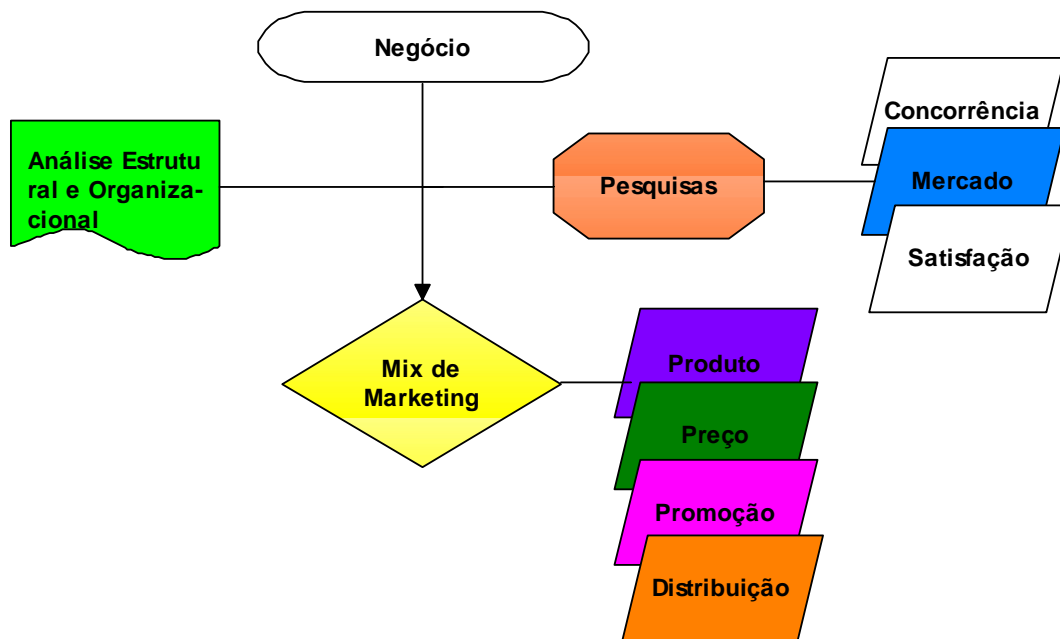 Negócio
Concorrência
Análise Estrutu
ral e Organiza-
cional
Pesquisas
Mercado
Satisfação
Mix de
Marketing
Produto
Preço
Promoção
Distribuição